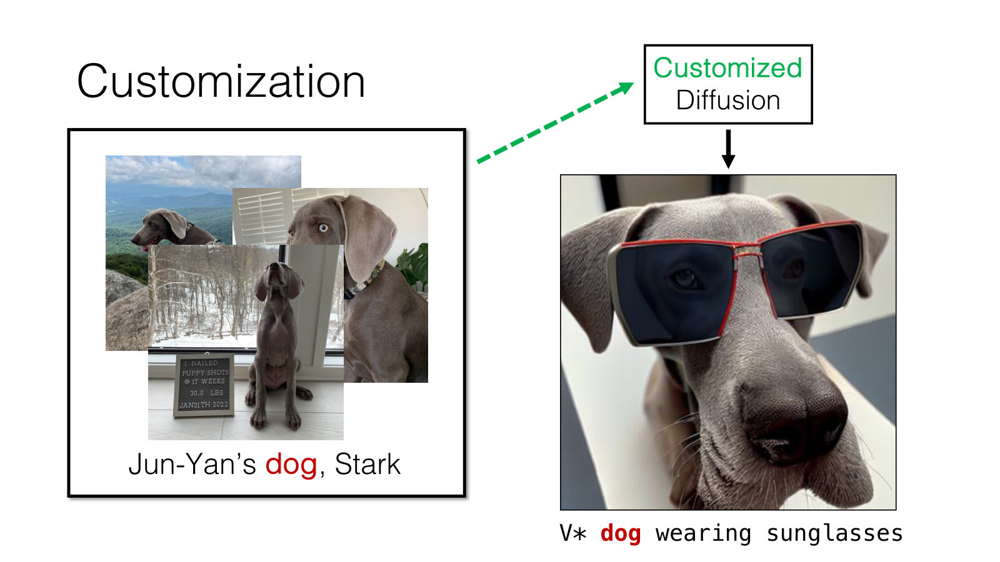 Customization
Customized
Diffusion
I NAILED
PUPPY SHOTS
@ 17 WEEKS
30.0 LBS
JAN31TH 2022
Jun-Yan’s dog, Stark
V* dog wearing sunglasses